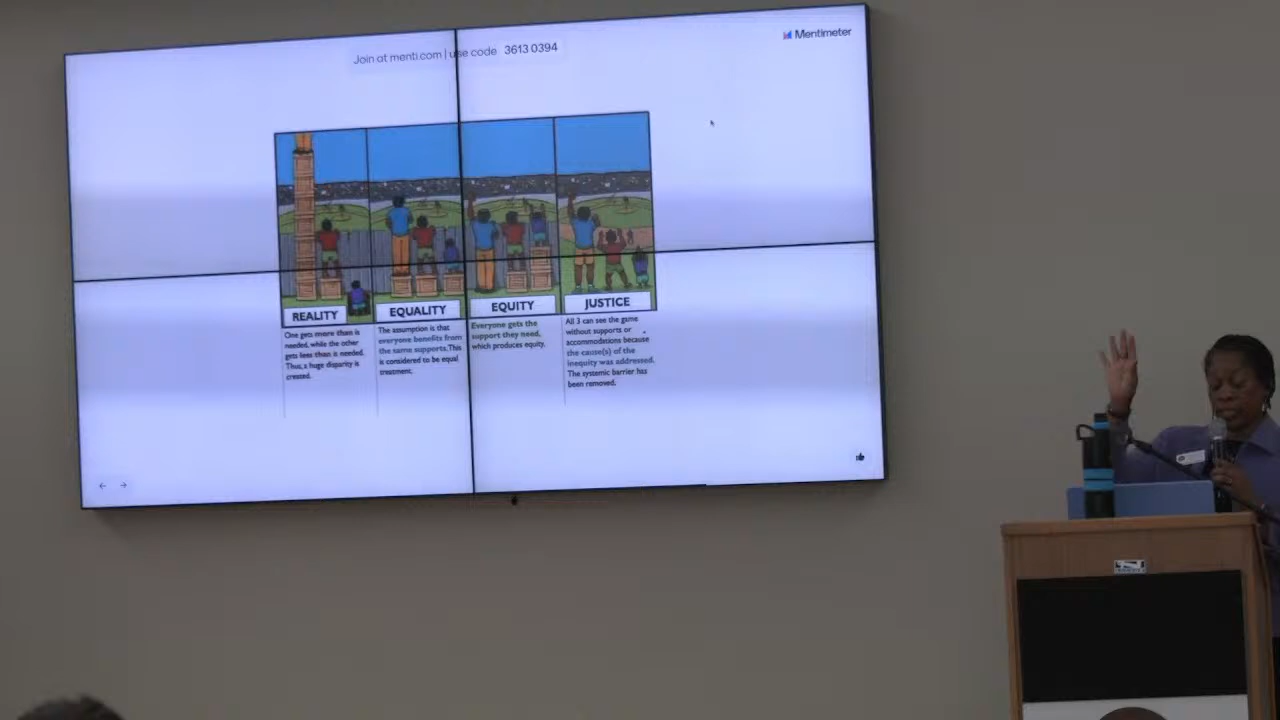 Join at menti.com | use code 3613 0394
Mentimeter
REALITY
One gets more than is
needed, while the other
gets less than is needed.
Thus, a huge disparity is
created.
EQUALITY
The assumption is that
everyone benefits from
the same supports. This
is considered to be equal
treatment.
EQUITY
Everyone gets the
support they need,
which produces equity.
JUSTICE
All 3 can see the game
without supports or
accommodations because
the cause(s) of the
inequity was addressed.
The systemic barrier has
been removed.